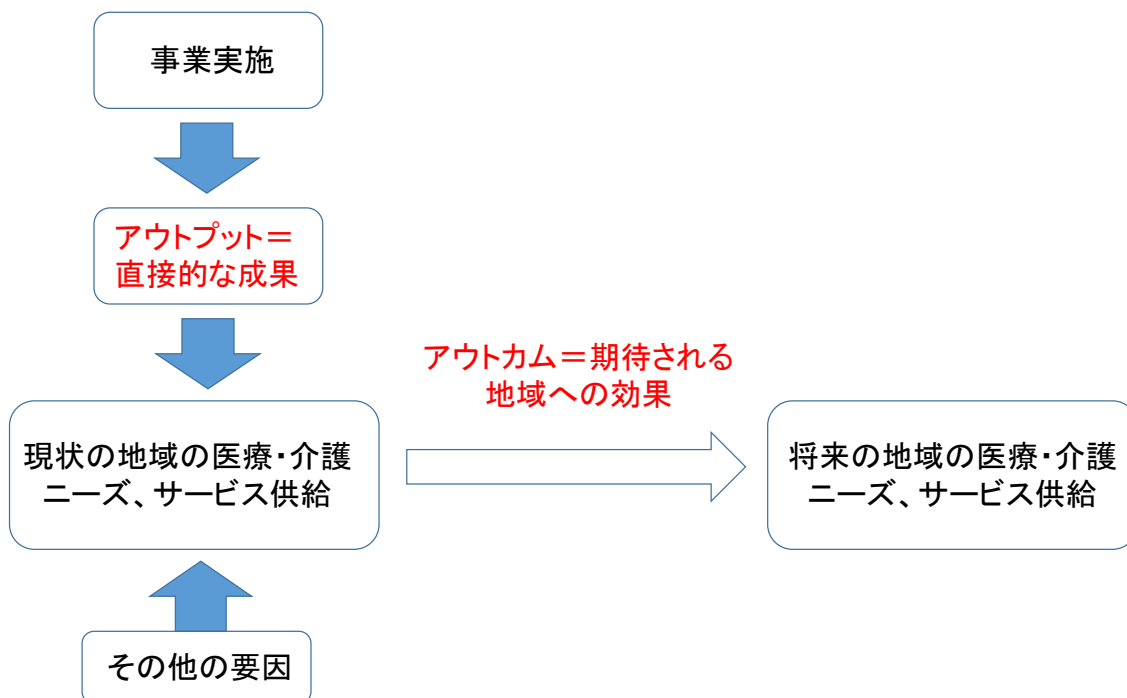 事業実施
アウトプット＝
直接的な成果
アウトカム＝期待される
地域への効果
現状の地域の医療・介護
ニーズ、サービス供給
将来の地域の医療・介護
ニーズ、サービス供給
その他の要因